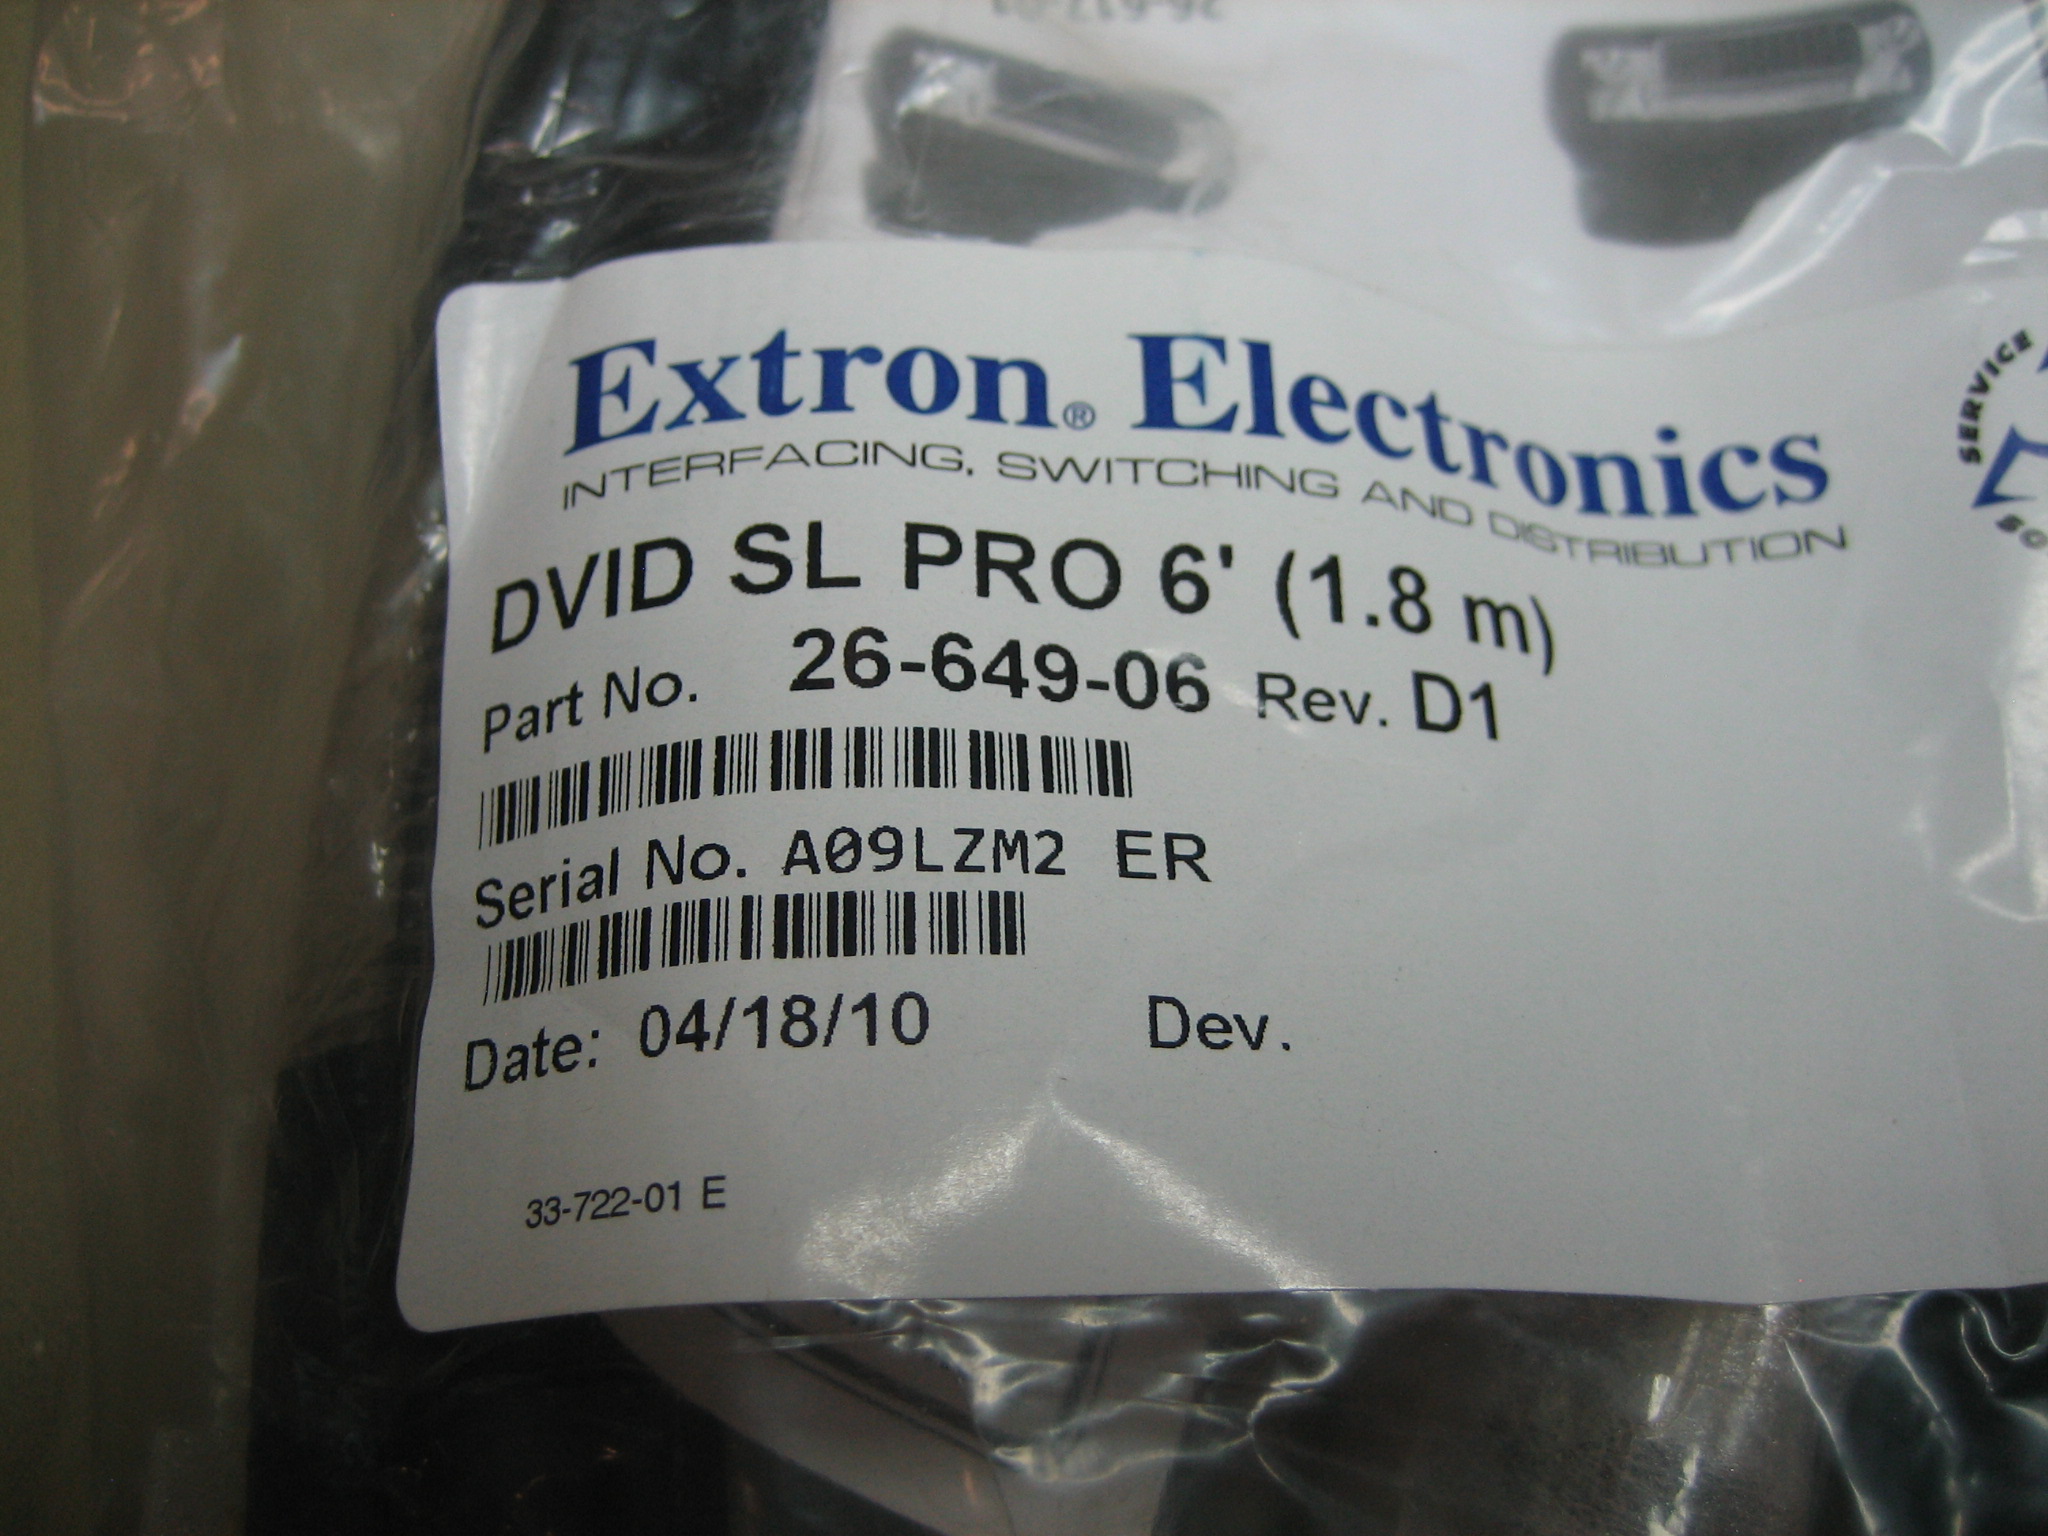 Extron® Electronics
INTERFACING, SWITCHING AND DISTRIBUTION
SERVICE
DVID SL PRO 6' (1.8 m)
Part No. 26-649-06 Rev. D1
Serial No. A09LZM2 ER
Date: 04/18/10 Dev.
33-722-01 E